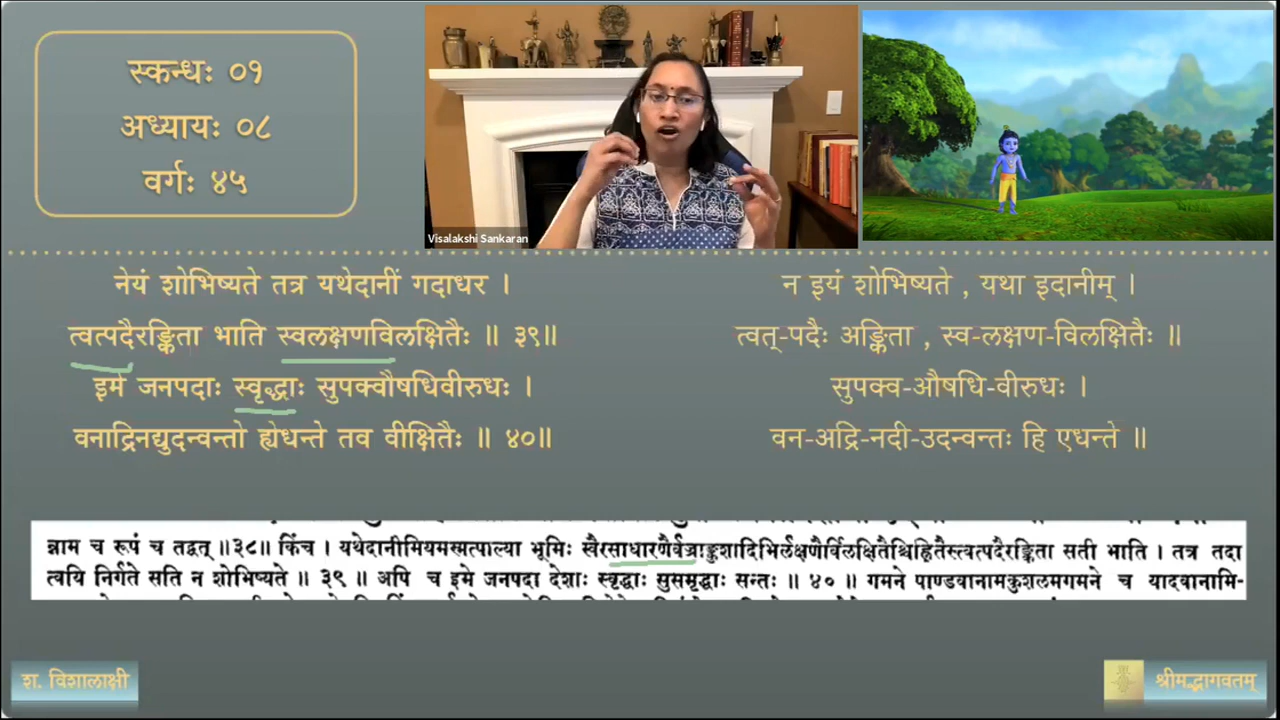 स्कन्धः ०१
अध्यायः ०८
वर्गः ४५
Visalakshi Sankaran
नेयं शोभिष्यते तत्र यथेदानीं गदाधर ।
त्वत्पदैरङ्किता भाति स्वलक्षणविलक्षितैः ॥ ३९॥
इमे जनपदाः स्वृद्धाः सुपक्वौषधिवीरुधः ।
वनाद्रिनद्युदन्वन्तो ह्येधन्ते तव वीक्षितैः ॥ ४०॥
न इयं शोभिष्यते , यथा इदानीम् ।
त्वत्-पदैः अङ्किता , स्व-लक्षण-विलक्षितैः ॥
सुपक्व-औषधि-वीरुधः ।
वन-अद्रि-नदी-उदन्वन्तः हि एधन्ते ॥
न्नाम च रूपं च तद्वत् ॥३८॥ किंच । यथेदानीमियमस्मत्पाल्या भूमिः स्वैरसाधारणैर्वज्राङ्कुशादिभिर्लक्षणैर्विलक्षितैश्चिह्नितैस्त्वत्पदैरङ्किता सती भाति । तत्र तदा
त्वयि निर्गते सति न शोभिष्यते ॥ ३९ ॥ अपि च इमे जनपदा देशाः स्वृद्धाः सुसमृद्धाः सन्तः ॥ ४० ॥ गमने पाण्डवानामकुशलमगमने च यादवानामि-
श. विशालाक्षी
श्रीमद्भागवतम्